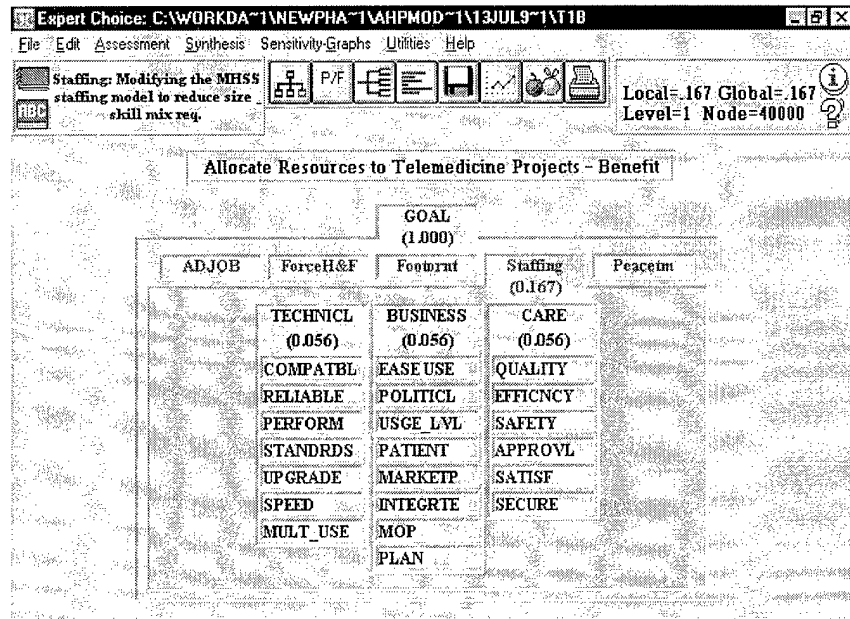 Expert Choice: C:\WORKDA~1\NEWPHA~1\AHPMOD~1\13JUL9~1\T1B
File Edit Assessment Synthesis Sensitivity-Graphs Utilities Help
Staffing: Modifying the MHSS
staffing model to reduce size _
skill mix req.
ABC
P/F
Local=.167 Global=.167
Level=1 Node=40000
Allocate Resources to Telemedicine Projects - Benefit
GOAL
(1.000)
ADJOB ForceH&F Footprnt Staffing Peacetm
(0.167)
TECHNICL BUSINESS CARE
(0.056) (0.056) (0.056)
COMPATBL EASE USE QUALITY
RELIABLE POLITICL EFFICNCY
PERFORM USGE_LVL SAFETY
STANDRDS PATIENT APPROVL
UPGRADE MARKETP SATISF
SPEED INTEGRTE SECURE
MULT_USE MOP
PLAN